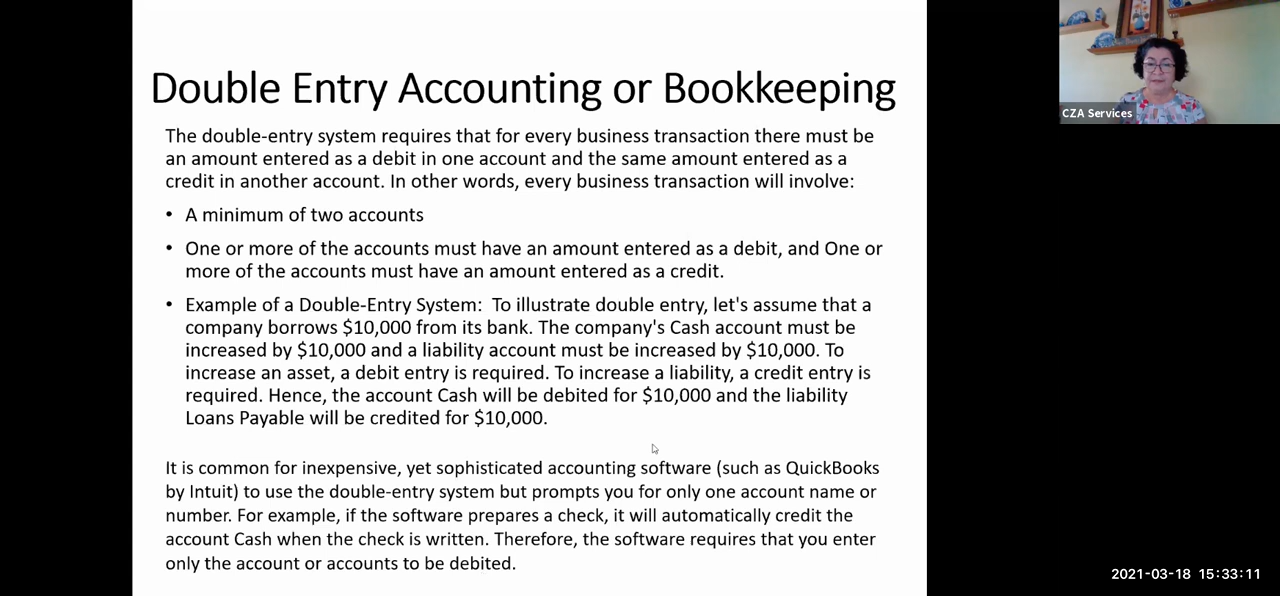 Double Entry Accounting or Bookkeeping
The double-entry system requires that for every business transaction there must be
an amount entered as a debit in one account and the same amount entered as a
credit in another account. In other words, every business transaction will involve:
• A minimum of two accounts
• One or more of the accounts must have an amount entered as a debit, and One or
more of the accounts must have an amount entered as a credit.
• Example of a Double-Entry System:  To illustrate double entry, let's assume that a
company borrows $10,000 from its bank. The company's Cash account must be
increased by $10,000 and a liability account must be increased by $10,000. To
increase an asset, a debit entry is required. To increase a liability, a credit entry is
required. Hence, the account Cash will be debited for $10,000 and the liability
Loans Payable will be credited for $10,000.
It is common for inexpensive, yet sophisticated accounting software (such as QuickBooks
by Intuit) to use the double-entry system but prompts you for only one account name or
number. For example, if the software prepares a check, it will automatically credit the
account Cash when the check is written. Therefore, the software requires that you enter
only the account or accounts to be debited.
CZA Services
2021-03-18 15:33:11